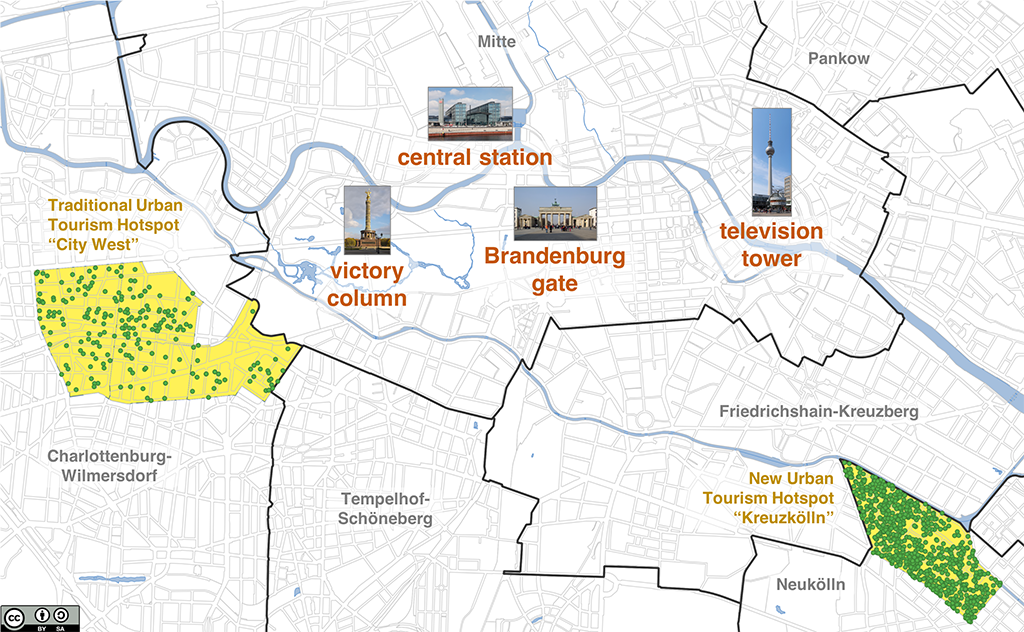 Mitte
Pankow
central station
Traditional Urban
Tourism Hotspot
“City West”
victory
column
Brandenburg
gate
television
tower
Friedrichshain-Kreuzberg
Charlottenburg-
Wilmersdorf
Tempelhof-
Schöneberg
New Urban
Tourism Hotspot
“Kreuzkölln”
Neukölln
cc
BY SA